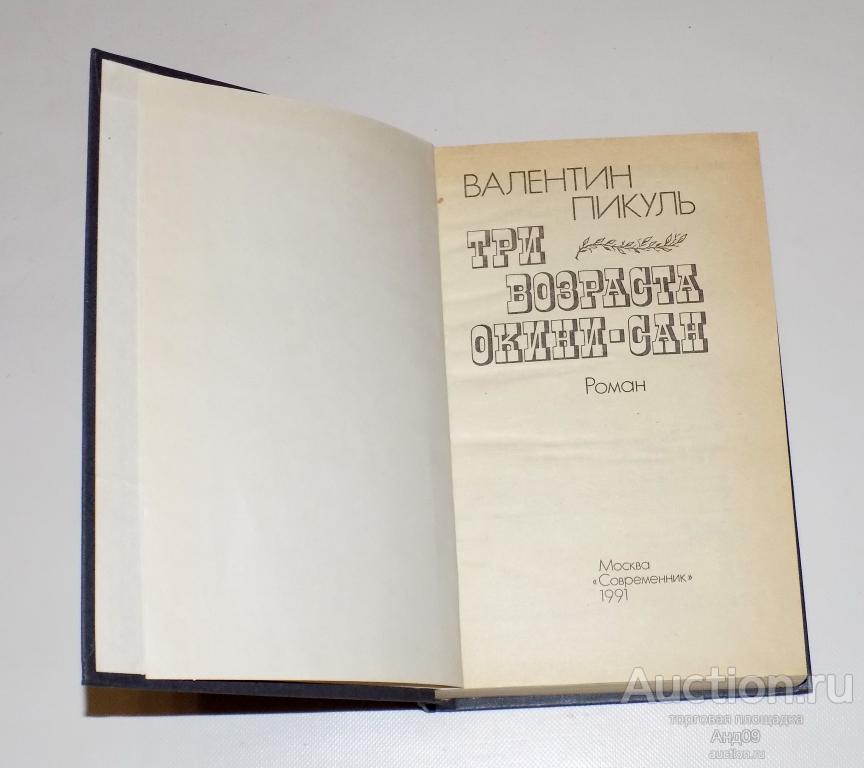 ВАЛЕНТИН
ПИКУЛЬ
ТРИ
ВОЗРАСТА
ОКИНИ-САН
Роман
Москва
«Современник»
1991
Auction.ru
торговая площадка
Анд09
auction.ru